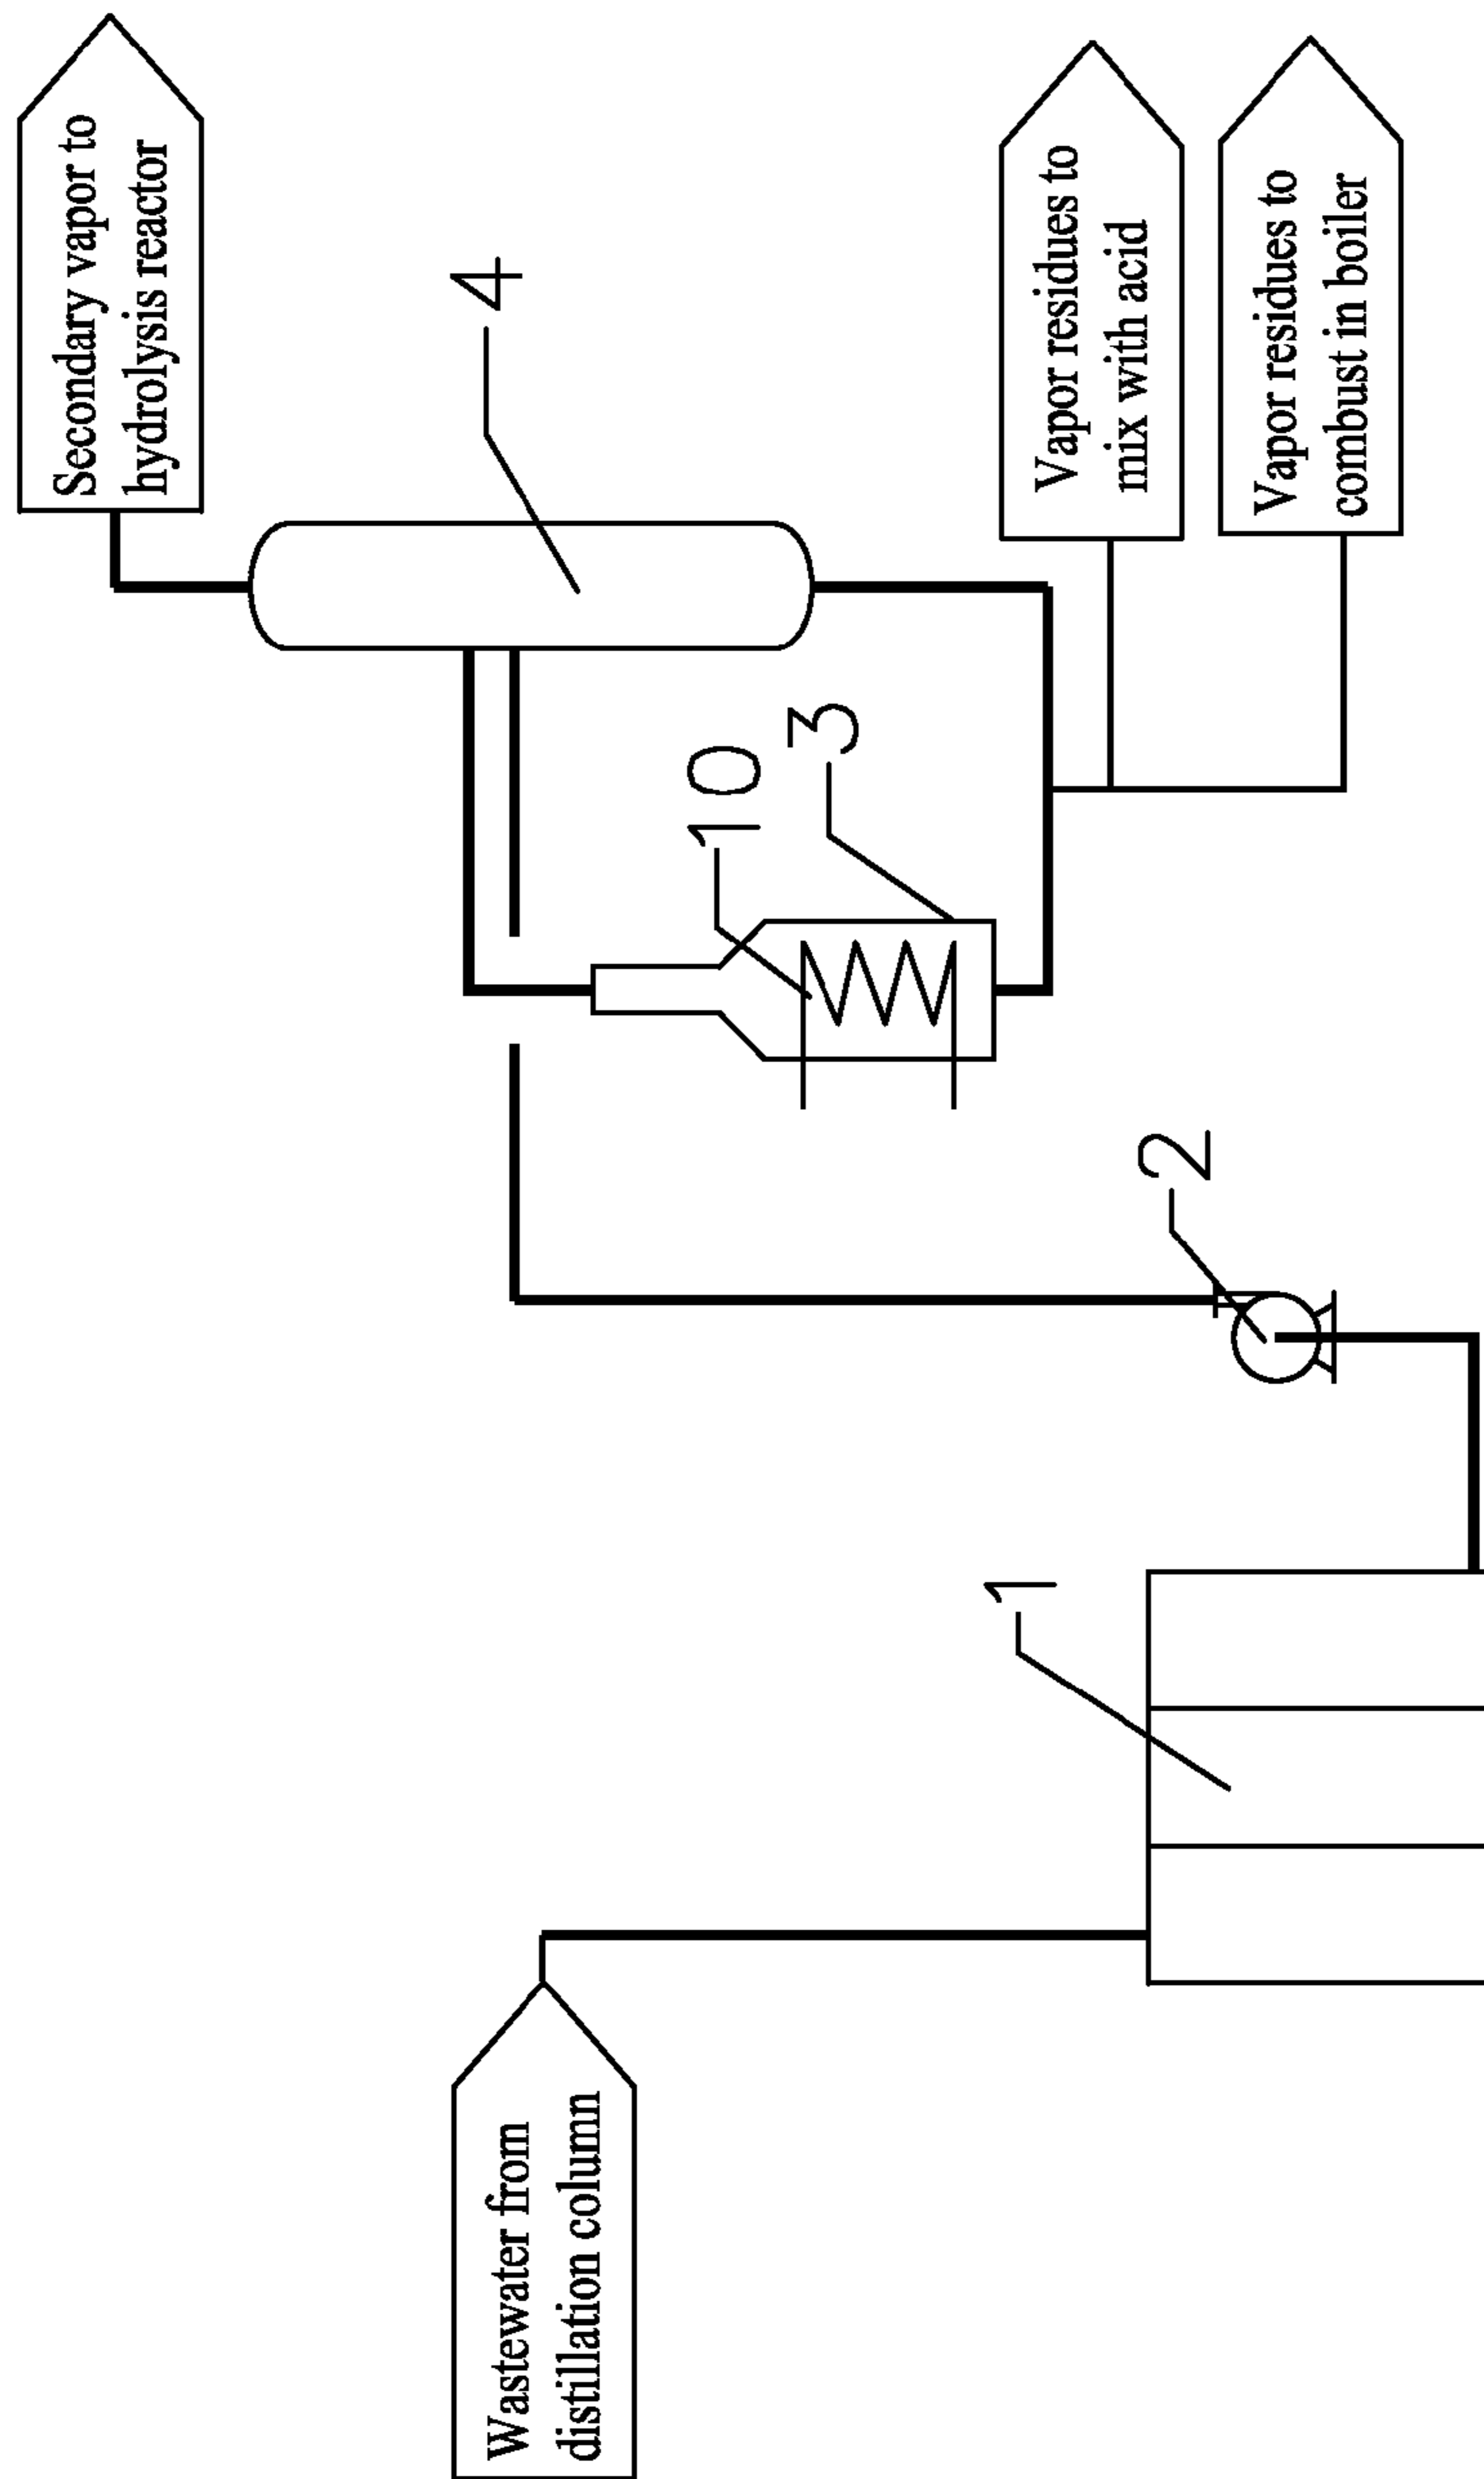 Wastewater from
distillation column
1
2
10
3
4
Secondary vapor to
hydrolysis reactor
Vapor residues to
mix with acid
Vapor residues to
combust in boiler